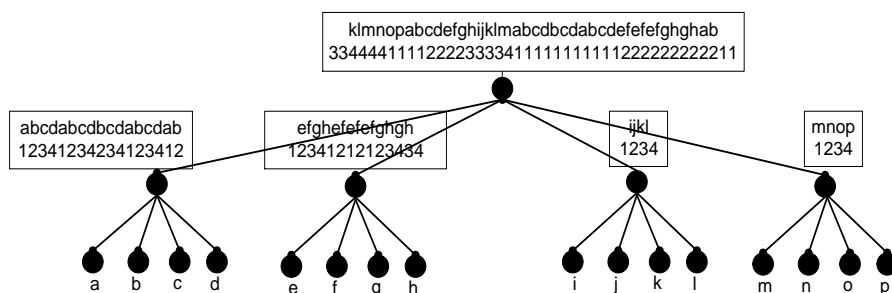 klmnopabcdefghijklmabcdbcdabcdefefefghghab
334444111122223333411111111111222222222211
abcdabcdbcdabcdab
12341234234123412
efghefefefghgh
12341212123434
ijkl
1234
mnop
1234
a b c d e f g h i j k l m n o p